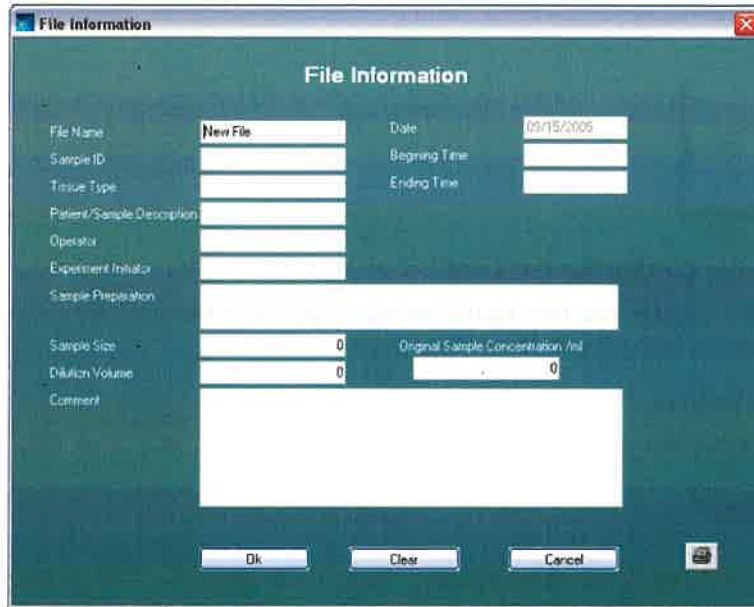 File Information
File Information
File Name New File Date 09/15/2005
Sample ID Begining Time
Tissue Type Ending Time
Patient/Sample Description
Operator
Experiment Initiator
Sample Preparation
Sample Size 0 Original Sample Concentration /ml
Dilution Volume 0 0
Comment
Ok Clear Cancel